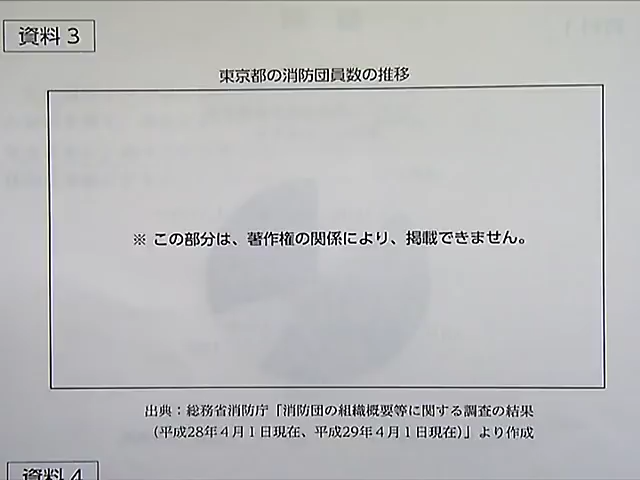 資料３
東京都の消防団員数の推移
※ この部分は、著作権の関係により、掲載できません。
出典：総務省消防庁「消防団の組織概要等に関する調査の結果
（平成28年４月１日現在、平成29年４月１日現在）」より作成
資料４